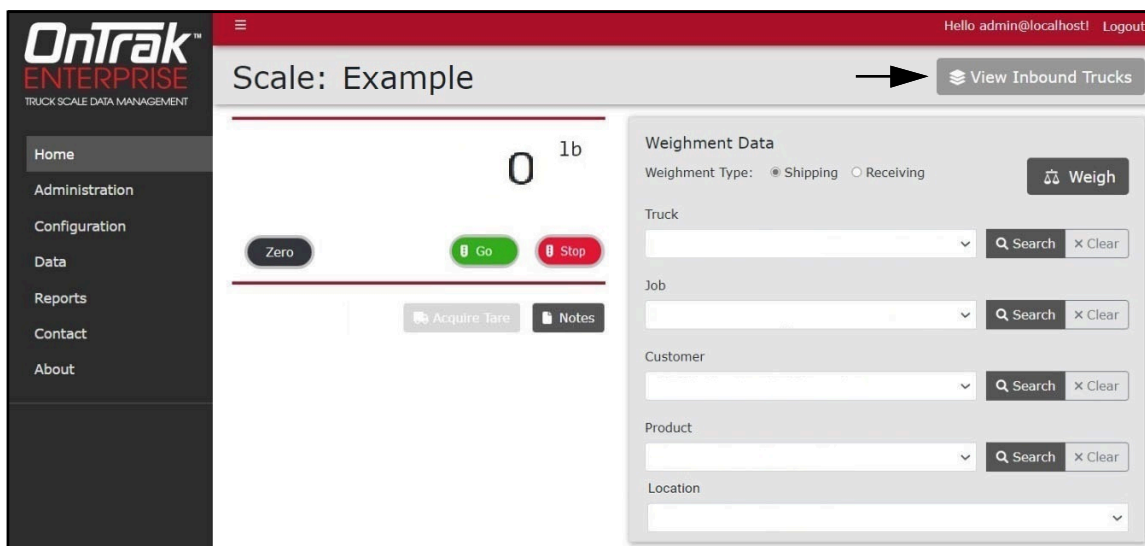 OnTrak™
ENTERPRISE
TRUCK SCALE DATA MANAGEMENT
Hello admin@localhost! Logout
Scale: Example
View Inbound Trucks
Home
Administration
Configuration
Data
Reports
Contact
About
0 lb
Zero
Go
Stop
Acquire Tare
Notes
Weighment Data
Weighment Type: Shipping Receiving
Weigh
Truck
Search Clear
Job
Search Clear
Customer
Search Clear
Product
Search Clear
Location